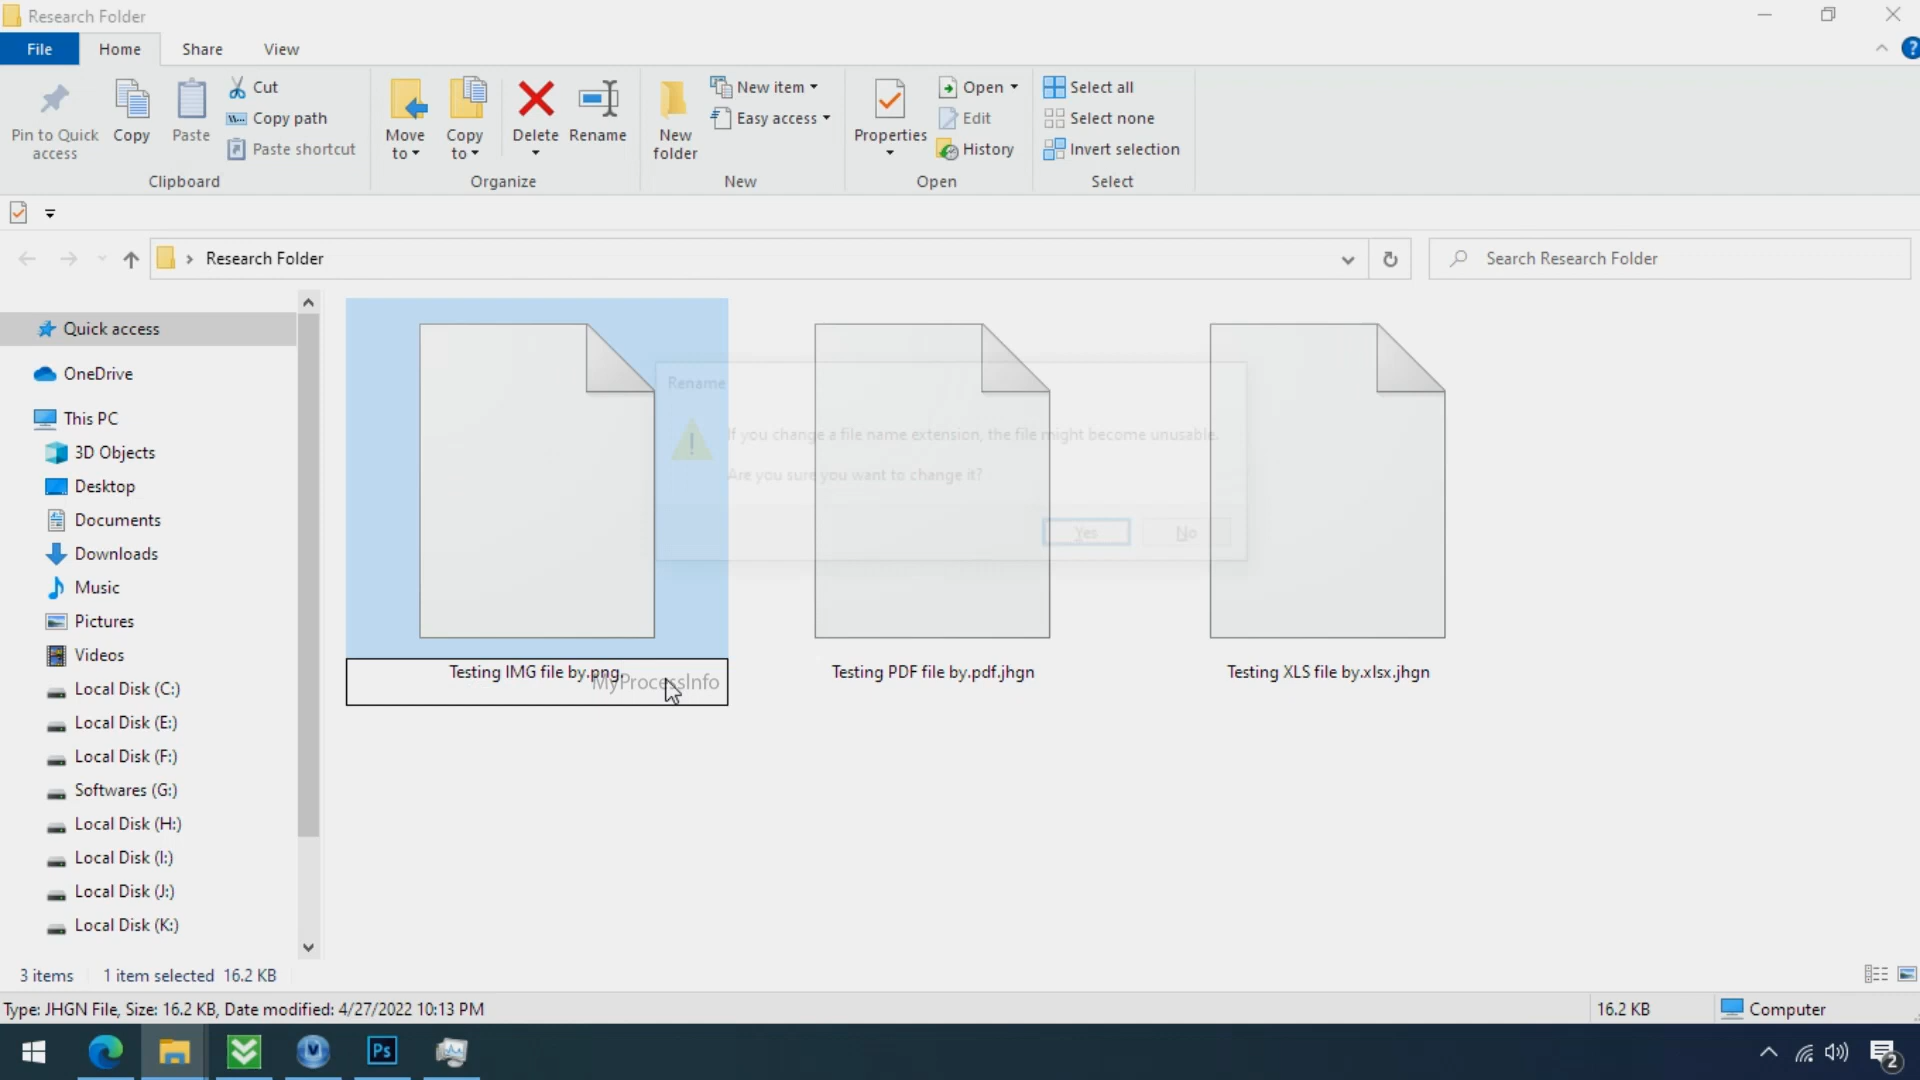 Research Folder
File
Home
Share
View
Pin to Quick
access
Copy
Paste
Cut
Copy path
Paste shortcut
Clipboard
Move
to
Copy
to
Delete
Rename
Organize
New
folder
New item
Easy access
New
Properties
Open
Edit
History
Open
Select all
Select none
Invert selection
Select
Research Folder
Search Research Folder
Quick access
OneDrive
This PC
3D Objects
Desktop
Documents
Downloads
Music
Pictures
Videos
Local Disk (C:)
Local Disk (E:)
Local Disk (F:)
Softwares (G:)
Local Disk (H:)
Local Disk (I:)
Local Disk (J:)
Local Disk (K:)
Rename
If you change a file name extension, the file might become unusable.
Are you sure you want to change it?
Yes
No
Testing IMG file by.png.
MyProcessInfo
Testing PDF file by.pdf.jhgn
Testing XLS file by.xlsx.jhgn
3 items
1 item selected 16.2 KB
Type: JHGN File, Size: 16.2 KB, Date modified: 4/27/2022 10:13 PM
16.2 KB
Computer
Ps
2